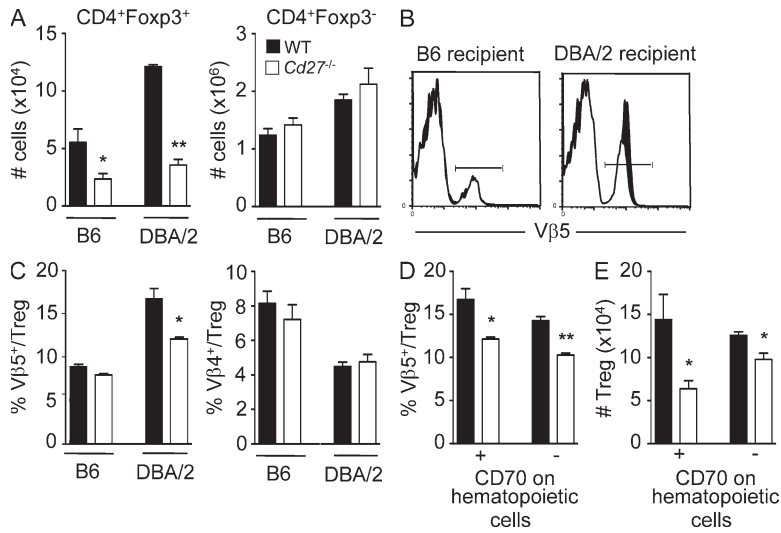 A
CD4⁺Foxp3⁺
# cells (x10⁴)
15
10
5
0
*
**
B6
DBA/2
CD4⁺Foxp3⁻
# cells (x10⁶)
3
2
1
0
WT
Cd27⁻/⁻
B6
DBA/2
B
B6 recipient
DBA/2 recipient
0
0
Vβ5
C
% Vβ5⁺/Treg
20
15
10
5
0
*
B6
DBA/2
% Vβ4⁺/Treg
10
8
6
4
2
0
B6
DBA/2
D
% Vβ5⁺/Treg
20
15
10
5
0
*
**
+
-
CD70 on
hematopoietic
cells
E
# Treg (x10⁴)
20
15
10
5
0
*
*
+
-
CD70 on
hematopoietic
cells